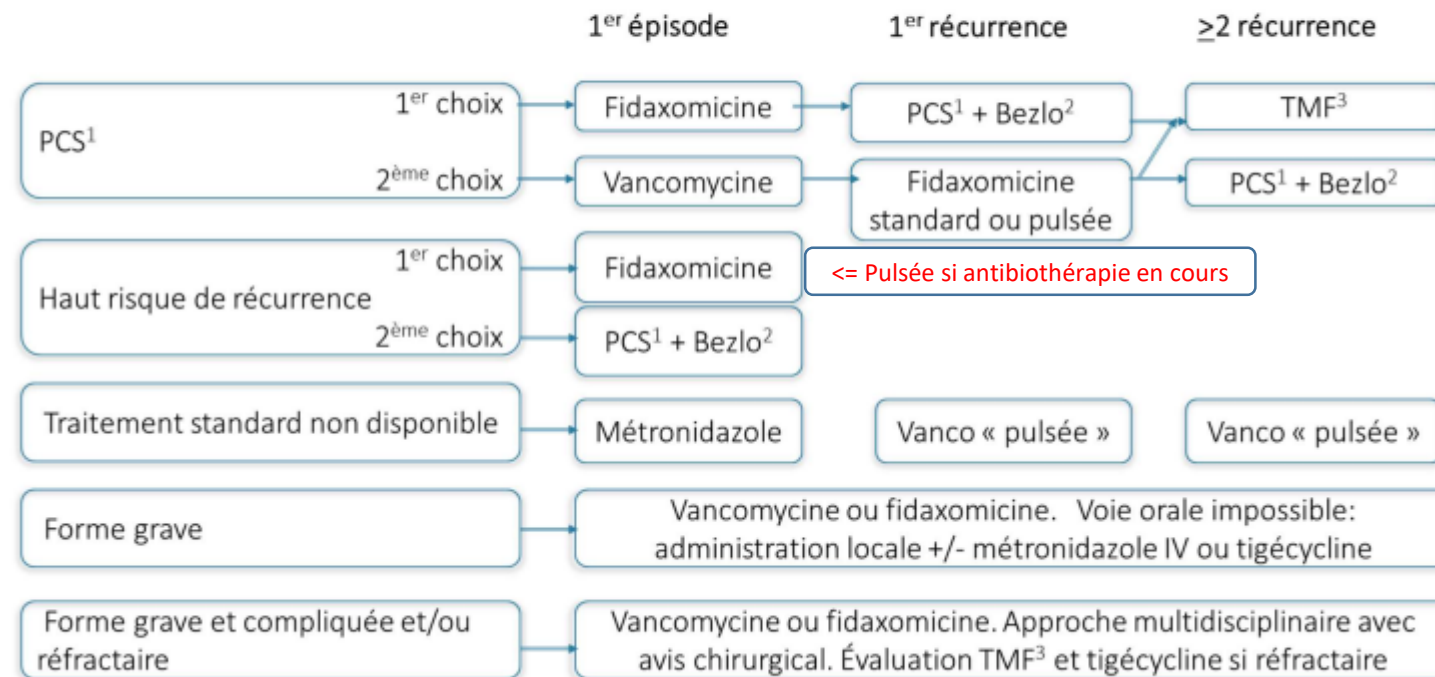 1er épisode 1er récurrence >2 récurrence
1er choix Fidaxomicine PCS1 + Bezlo2 TMF3
PCS1
2ème choix Vancomycine Fidaxomicine PCS1 + Bezlo2
standard ou pulsée
1er choix Fidaxomicine <= Pulsée si antibiothérapie en cours
Haut risque de récurrence
2ème choix PCS1 + Bezlo2
Traitement standard non disponible Métronidazole Vanco « pulsée » Vanco « pulsée »
Forme grave Vancomycine ou fidaxomicine. Voie orale impossible:
administration locale +/- métronidazole IV ou tigécycline
Forme grave et compliquée et/ou Vancomycine ou fidaxomicine. Approche multidisciplinaire avec
réfractaire avis chirurgical. Évaluation TMF3 et tigécycline si réfractaire